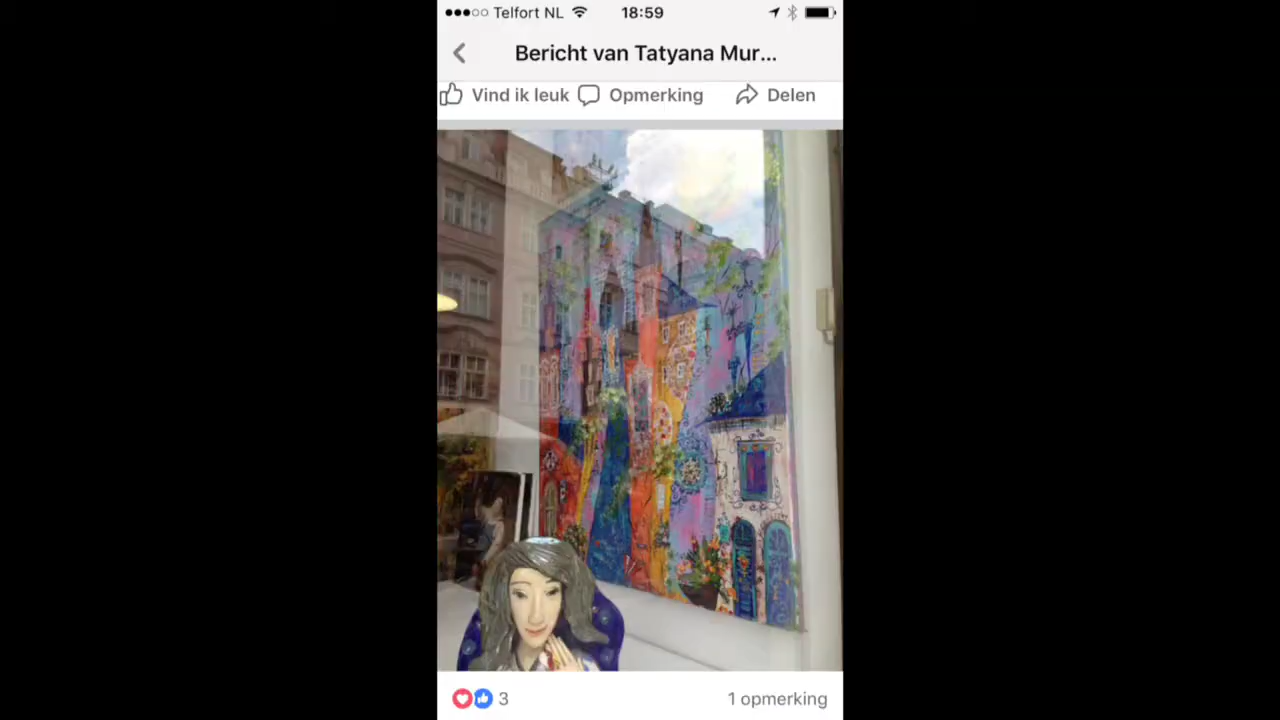 Telfort NL 18:59
Bericht van Tatyana Mur...
Vind ik leuk Opmerking Delen
3 1 opmerking